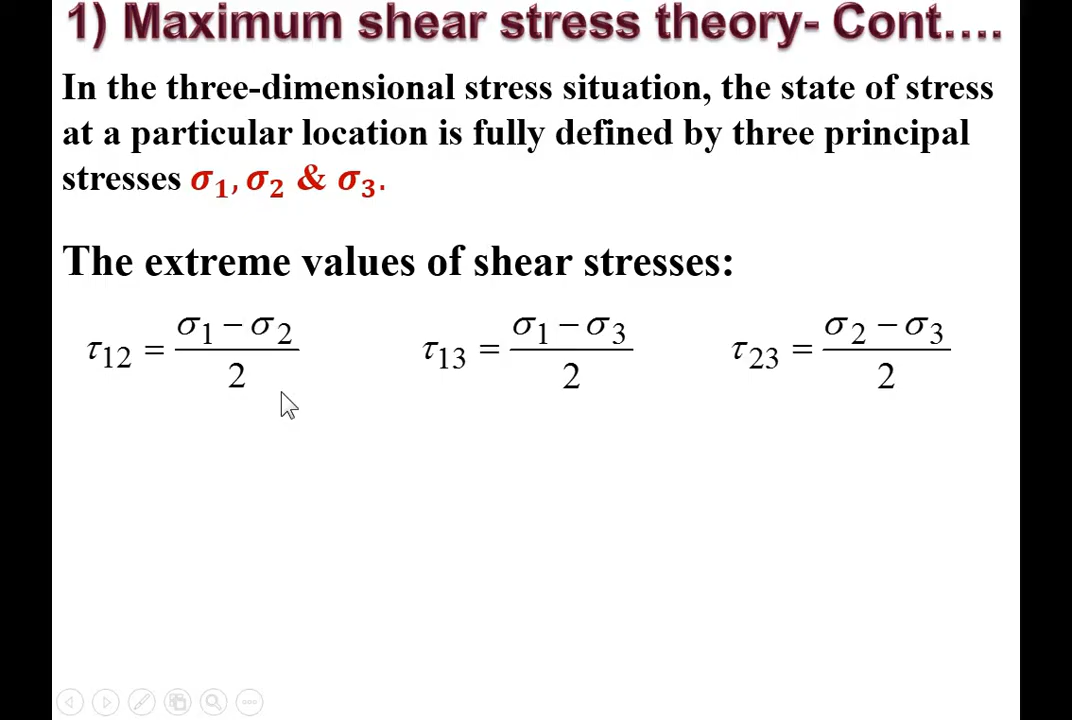 1) Maximum shear stress theory- Cont....
In the three-dimensional stress situation, the state of stress
at a particular location is fully defined by three principal
stresses σ₁, σ₂ & σ₃.
The extreme values of shear stresses:
τ₁₂ = (σ₁ − σ₂)/2    τ₁₃ = (σ₁ − σ₃)/2    τ₂₃ = (σ₂ − σ₃)/2